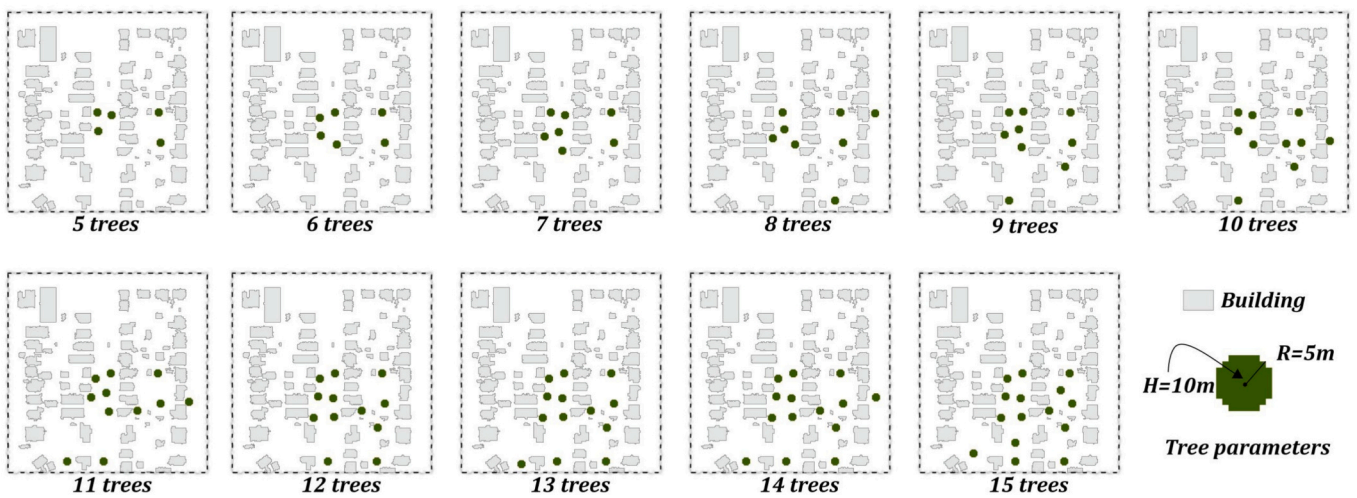 5 trees
6 trees
7 trees
8 trees
9 trees
10 trees
11 trees
12 trees
13 trees
14 trees
15 trees
Building
R=5m
H=10m
Tree parameters